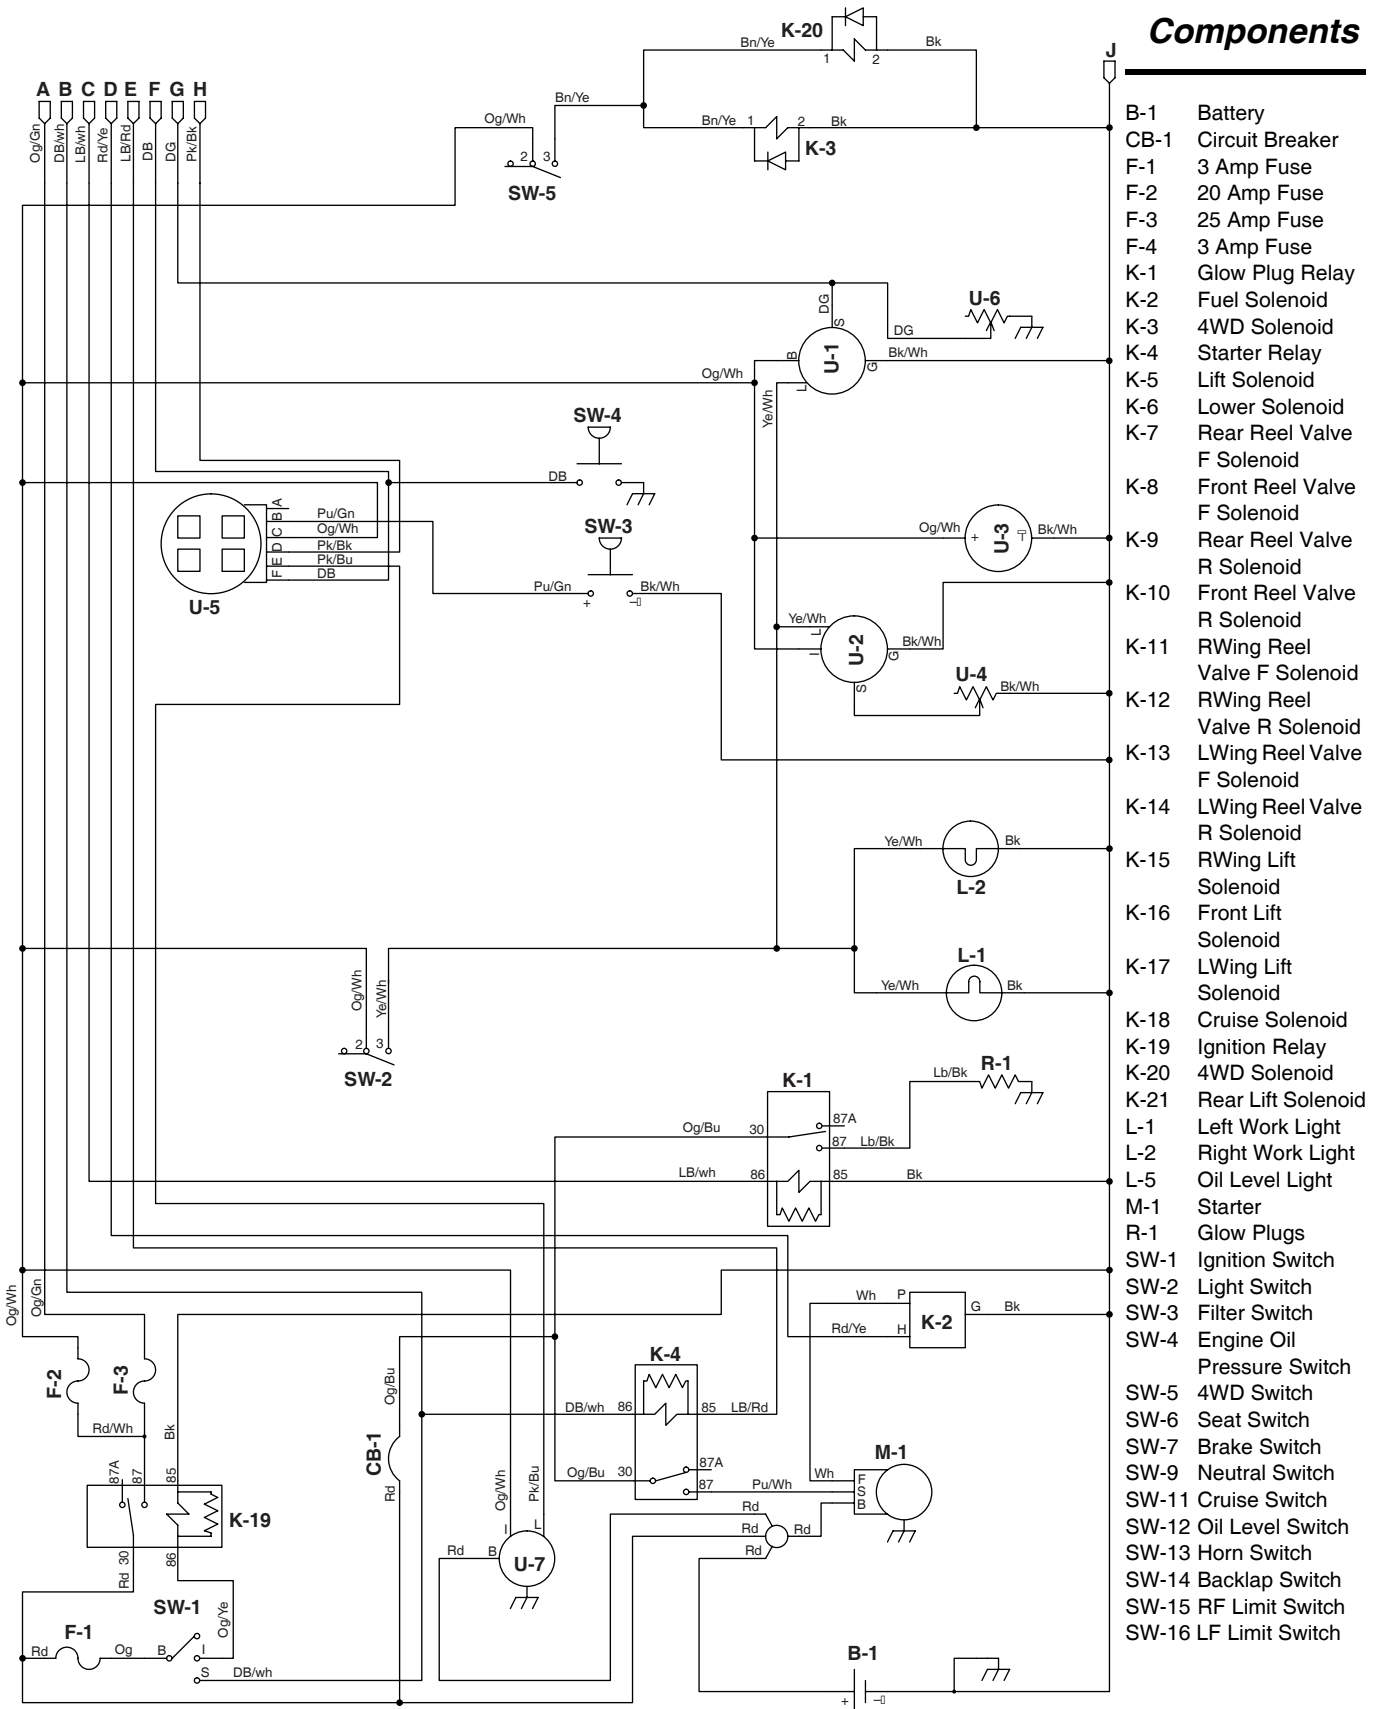 Components
J
K-20
Bn/Ye
1
2
Bk
A B C D E F G H
Og/Gn
DB/wh
LB/wh
Rd/Ye
LB/Rd
DB
DG
Pk/Bk
Og/Wh
Bn/Ye
2
3
SW-5
Bn/Ye
1
2
Bk
K-3
DG
S
U-6
DG
B
U-1
G
Bk/Wh
L
Og/Wh
Ye/Wh
SW-4
DB
SW-3
Pu/Gn
+
Bk/Wh
A
B
C
D
E
F
Pu/Gn
Og/Wh
Pk/Bk
Pk/Bu
DB
U-5
Og/Wh
+
U-3
Bk/Wh
Ye/Wh
L
I
U-2
G
Bk/Wh
S
U-4
Bk/Wh
Ye/Wh
Bk
L-2
L-1
Ye/Wh
Bk
Og/Wh
Ye/Wh
2
3
SW-2
K-1
Og/Bu
30
87A
87
Lb/Bk
Lb/Bk
R-1
LB/wh
86
85
Bk
Og/Wh
Og/Gn
F-2
F-3
Rd/Wh
Bk
87A
87
85
K-19
Rd
30
86
Og/Ye
SW-1
F-1
Rd
Og
B
I
S
DB/wh
Og/Bu
CB-1
Rd
Og/Wh
Pk/Bu
I
L
Rd
B
U-7
K-4
DB/wh
86
85
LB/Rd
Og/Bu
30
87A
87
Pu/Wh
Wh
P
Rd/Ye
H
K-2
G
Bk
M-1
Wh
F
S
B
Rd
Rd
Rd
Rd
B-1
+
B-1 Battery
CB-1 Circuit Breaker
F-1 3 Amp Fuse
F-2 20 Amp Fuse
F-3 25 Amp Fuse
F-4 3 Amp Fuse
K-1 Glow Plug Relay
K-2 Fuel Solenoid
K-3 4WD Solenoid
K-4 Starter Relay
K-5 Lift Solenoid
K-6 Lower Solenoid
K-7 Rear Reel Valve
F Solenoid
K-8 Front Reel Valve
F Solenoid
K-9 Rear Reel Valve
R Solenoid
K-10 Front Reel Valve
R Solenoid
K-11 RWing Reel
Valve F Solenoid
K-12 RWing Reel
Valve R Solenoid
K-13 LWing Reel Valve
F Solenoid
K-14 LWing Reel Valve
R Solenoid
K-15 RWing Lift
Solenoid
K-16 Front Lift
Solenoid
K-17 LWing Lift
Solenoid
K-18 Cruise Solenoid
K-19 Ignition Relay
K-20 4WD Solenoid
K-21 Rear Lift Solenoid
L-1 Left Work Light
L-2 Right Work Light
L-5 Oil Level Light
M-1 Starter
R-1 Glow Plugs
SW-1 Ignition Switch
SW-2 Light Switch
SW-3 Filter Switch
SW-4 Engine Oil
Pressure Switch
SW-5 4WD Switch
SW-6 Seat Switch
SW-7 Brake Switch
SW-9 Neutral Switch
SW-11 Cruise Switch
SW-12 Oil Level Switch
SW-13 Horn Switch
SW-14 Backlap Switch
SW-15 RF Limit Switch
SW-16 LF Limit Switch